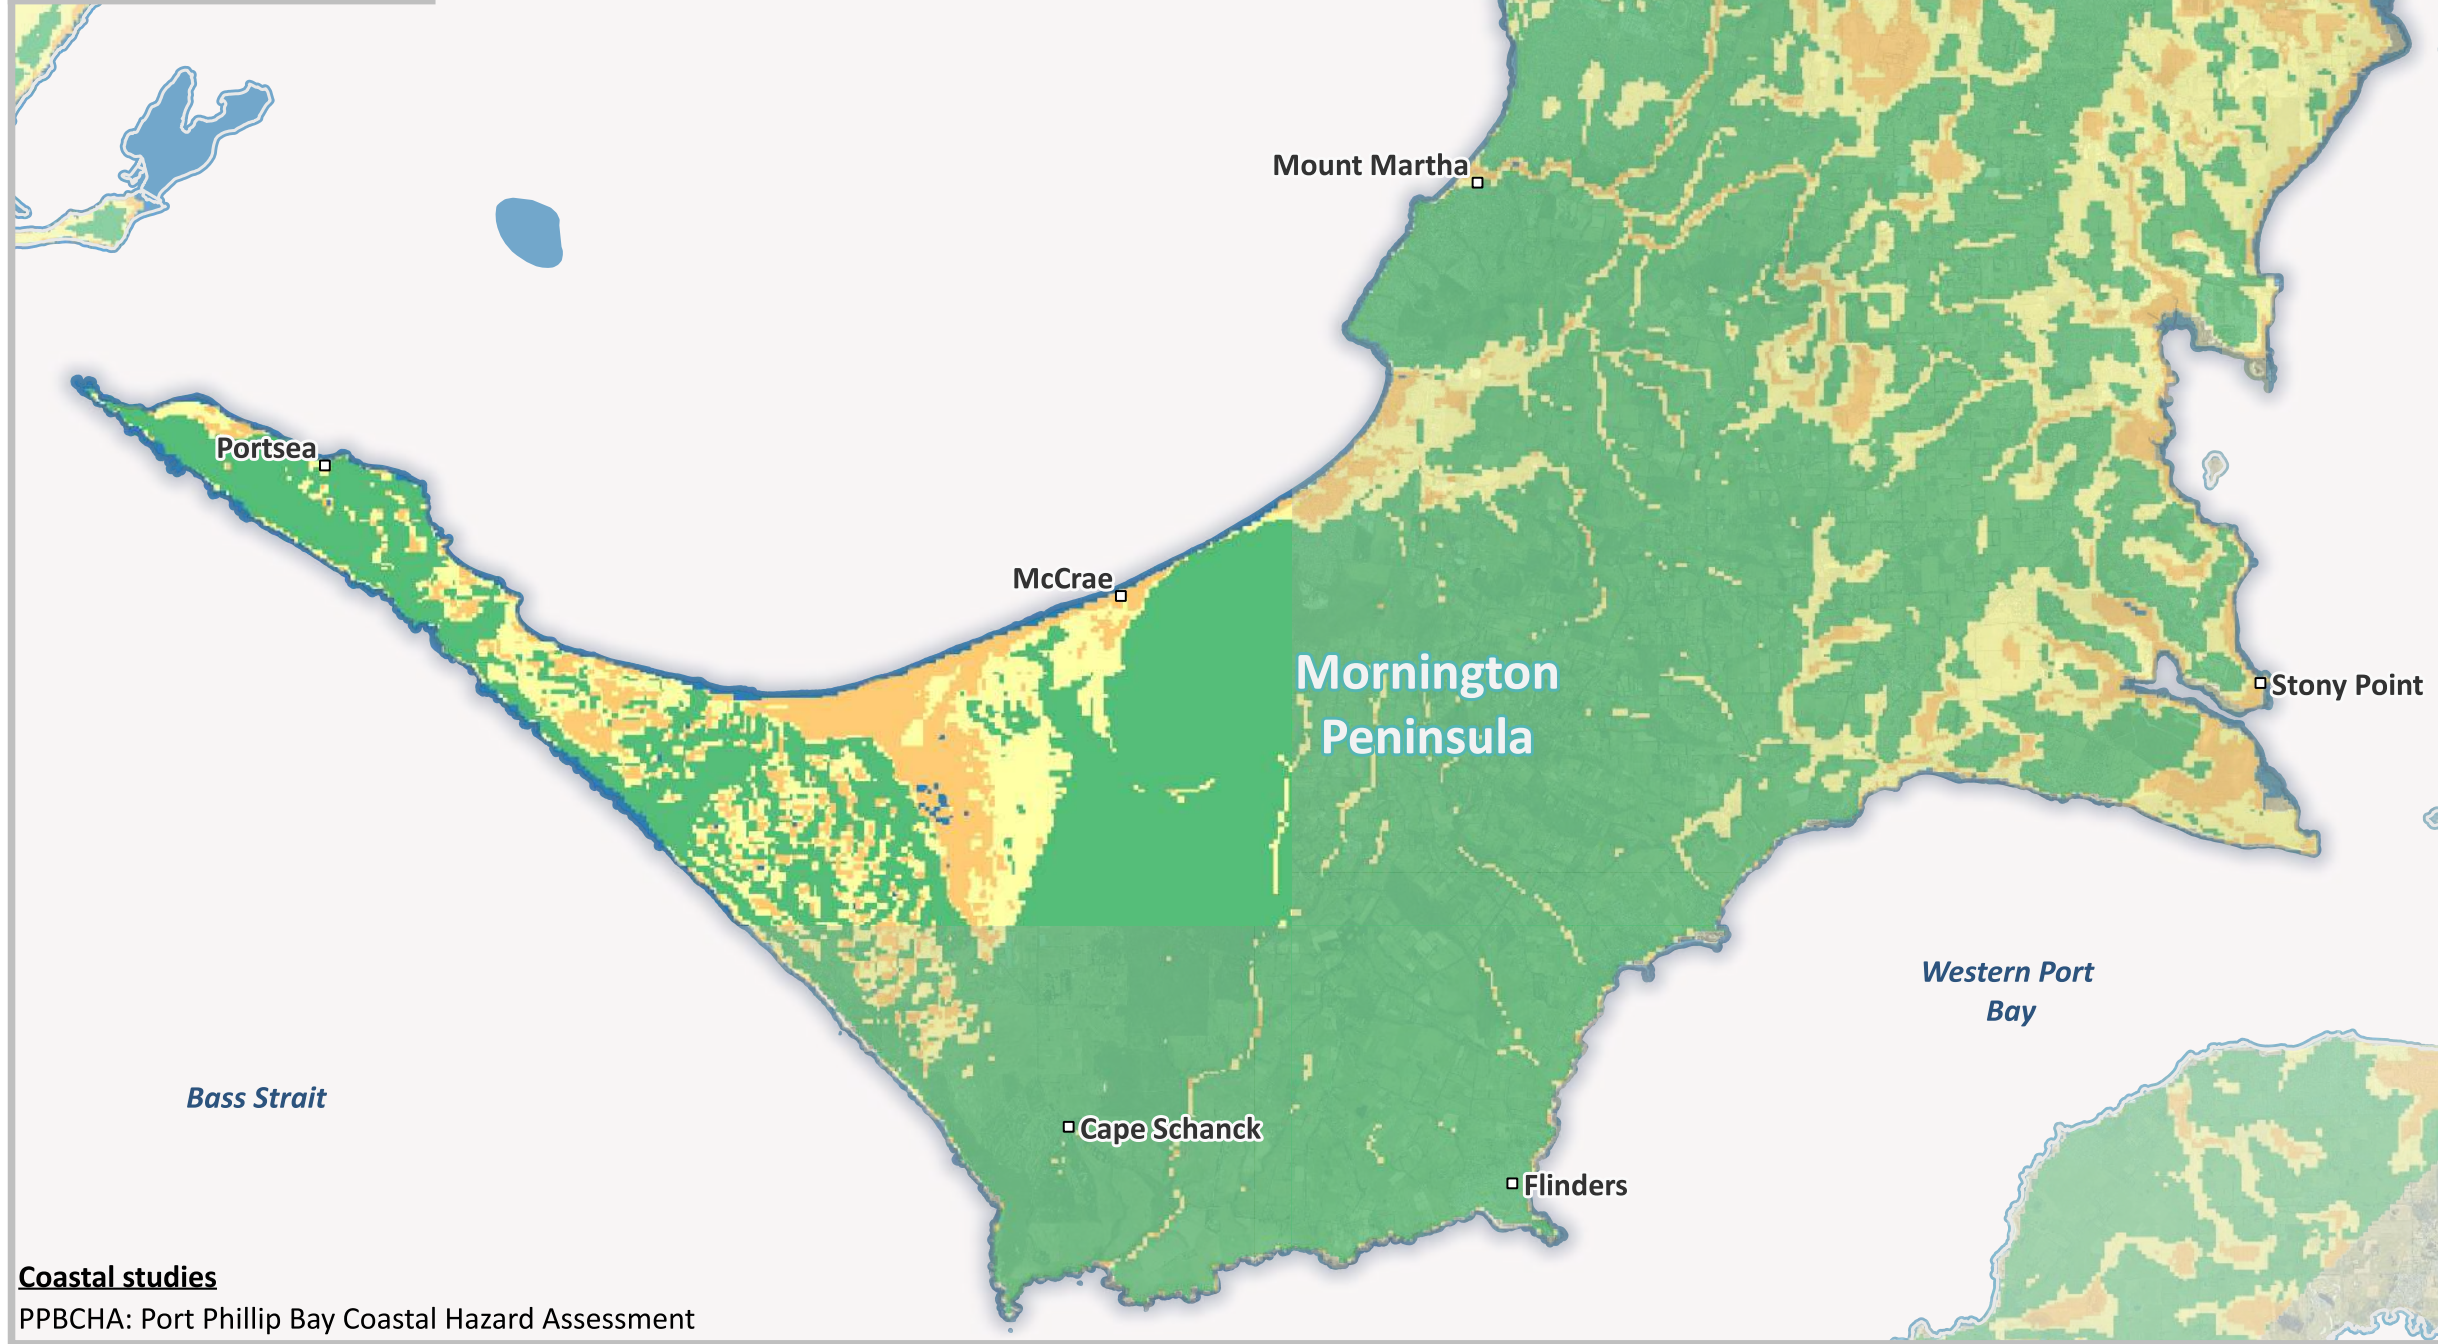 Mount Martha
Portsea
McCrae
Mornington
Peninsula
Stony Point
Western Port
Bay
Bass Strait
Cape Schanck
Flinders
Coastal studies
PPBCHA: Port Phillip Bay Coastal Hazard Assessment